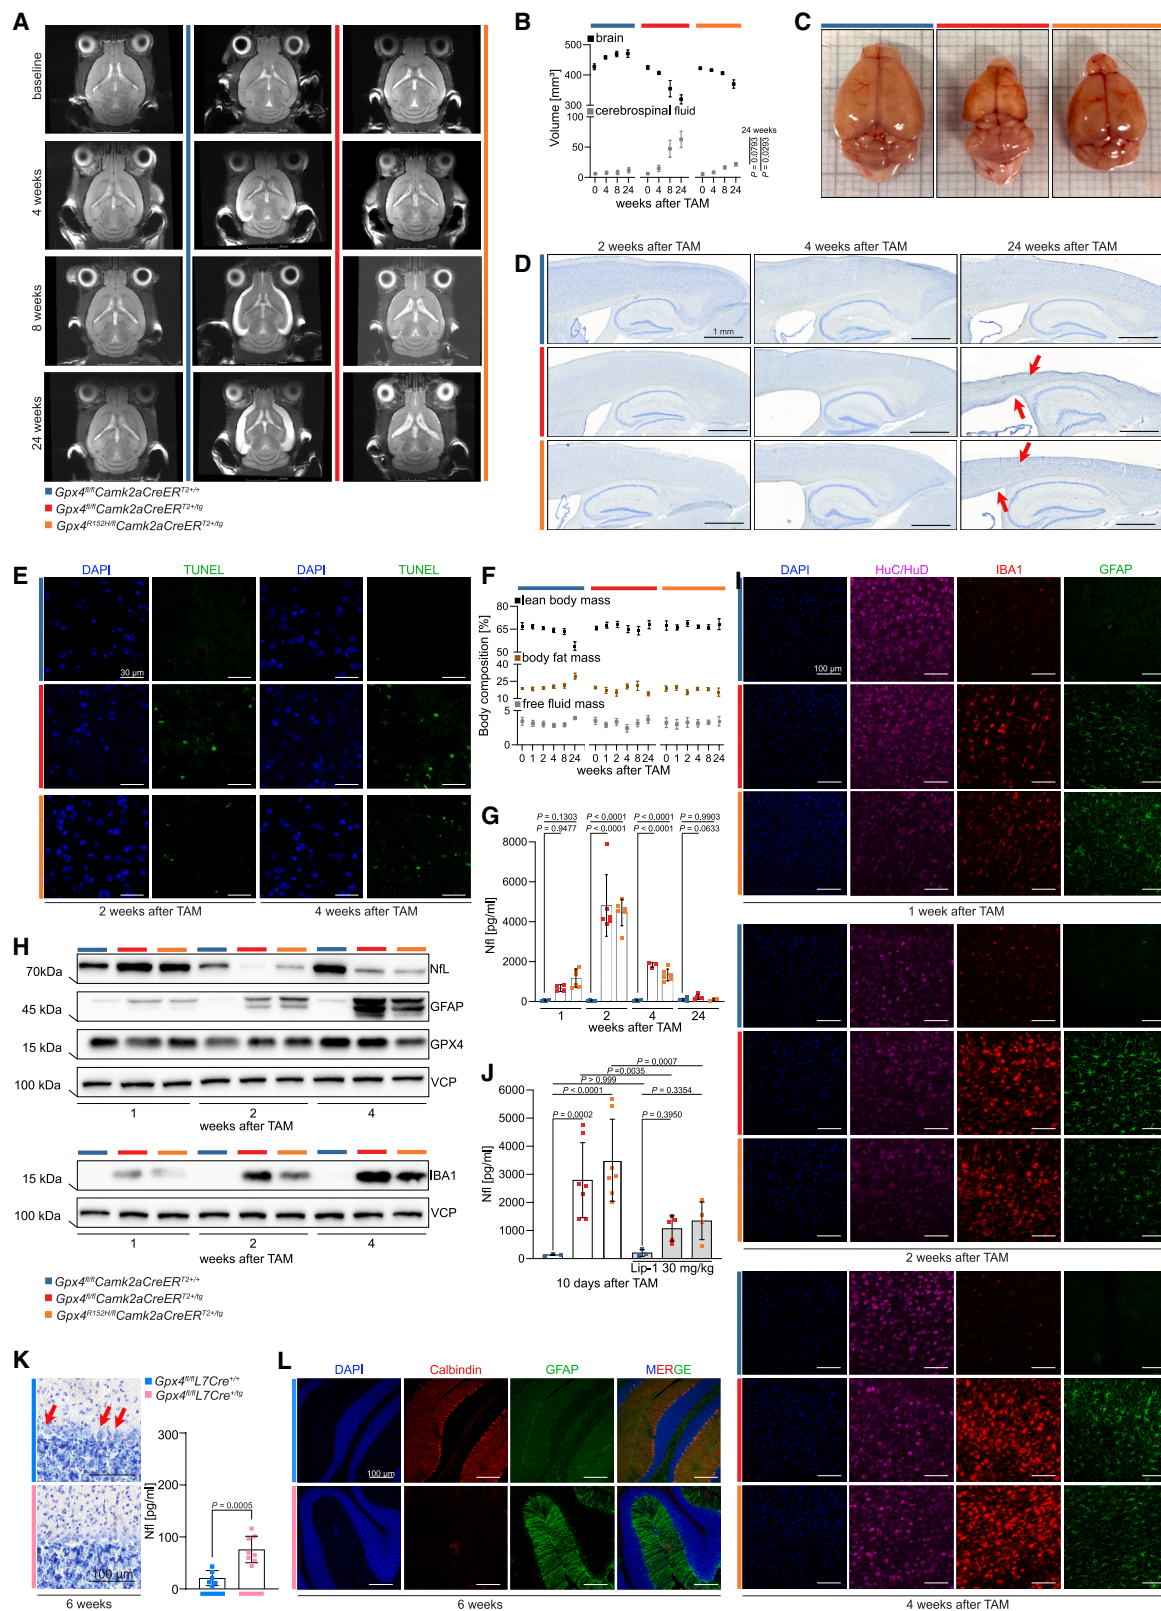 A
baseline
4 weeks
8 weeks
24 weeks
Gpx4fl/flCamk2aCreERT2+/+
Gpx4fl/flCamk2aCreERT2+/tg
Gpx4R152H/flCamk2aCreERT2+/tg
B
brain
500
400
300
cerebrospinal fluid
100
50
0
Volume [mm³]
0 4 8 24 0 4 8 24 0 4 8 24
weeks after TAM
24 weeks
P = 0.0793
P = 0.0293
C
D
2 weeks after TAM 4 weeks after TAM 24 weeks after TAM
1 mm
E
DAPI TUNEL DAPI TUNEL
30 µm
2 weeks after TAM 4 weeks after TAM
F
lean body mass
80
65
50
body fat mass
40
25
10
free fluid mass
5
0
Body composition [%]
0 1 2 4 8 24 0 1 2 4 8 24 0 1 2 4 8 24
weeks after TAM
G
P = 0.1303 P < 0.0001 P < 0.0001 P = 0.9903
P = 0.9477 P < 0.0001 P < 0.0001 P = 0.0633
8000
6000
4000
2000
0
Nfl [pg/ml]
1 2 4 24
weeks after TAM
H
70kDa NfL
45 kDa GFAP
15 kDa GPX4
100 kDa VCP
1 2 4
weeks after TAM
15 kDa IBA1
100 kDa VCP
1 2 4
weeks after TAM
Gpx4fl/flCamk2aCreERT2+/+
Gpx4fl/flCamk2aCreERT2+/tg
Gpx4R152H/flCamk2aCreERT2+/tg
I
DAPI HuC/HuD IBA1 GFAP
100 µm
1 week after TAM
2 weeks after TAM
4 weeks after TAM
J
P = 0.0007
P =0.0035
P > 0.999
P < 0.0001 P = 0.3354
P = 0.0002 P = 0.3950
6000
5000
4000
3000
2000
1000
0
Nfl [pg/ml]
Lip-1 30 mg/kg
10 days after TAM
K
Gpx4fl/flL7Cre+/+
Gpx4fl/flL7Cre+/tg
100 µm
6 weeks
300
200
100
0
Nfl [pg/ml]
P = 0.0005
L
DAPI Calbindin GFAP MERGE
100 µm
6 weeks